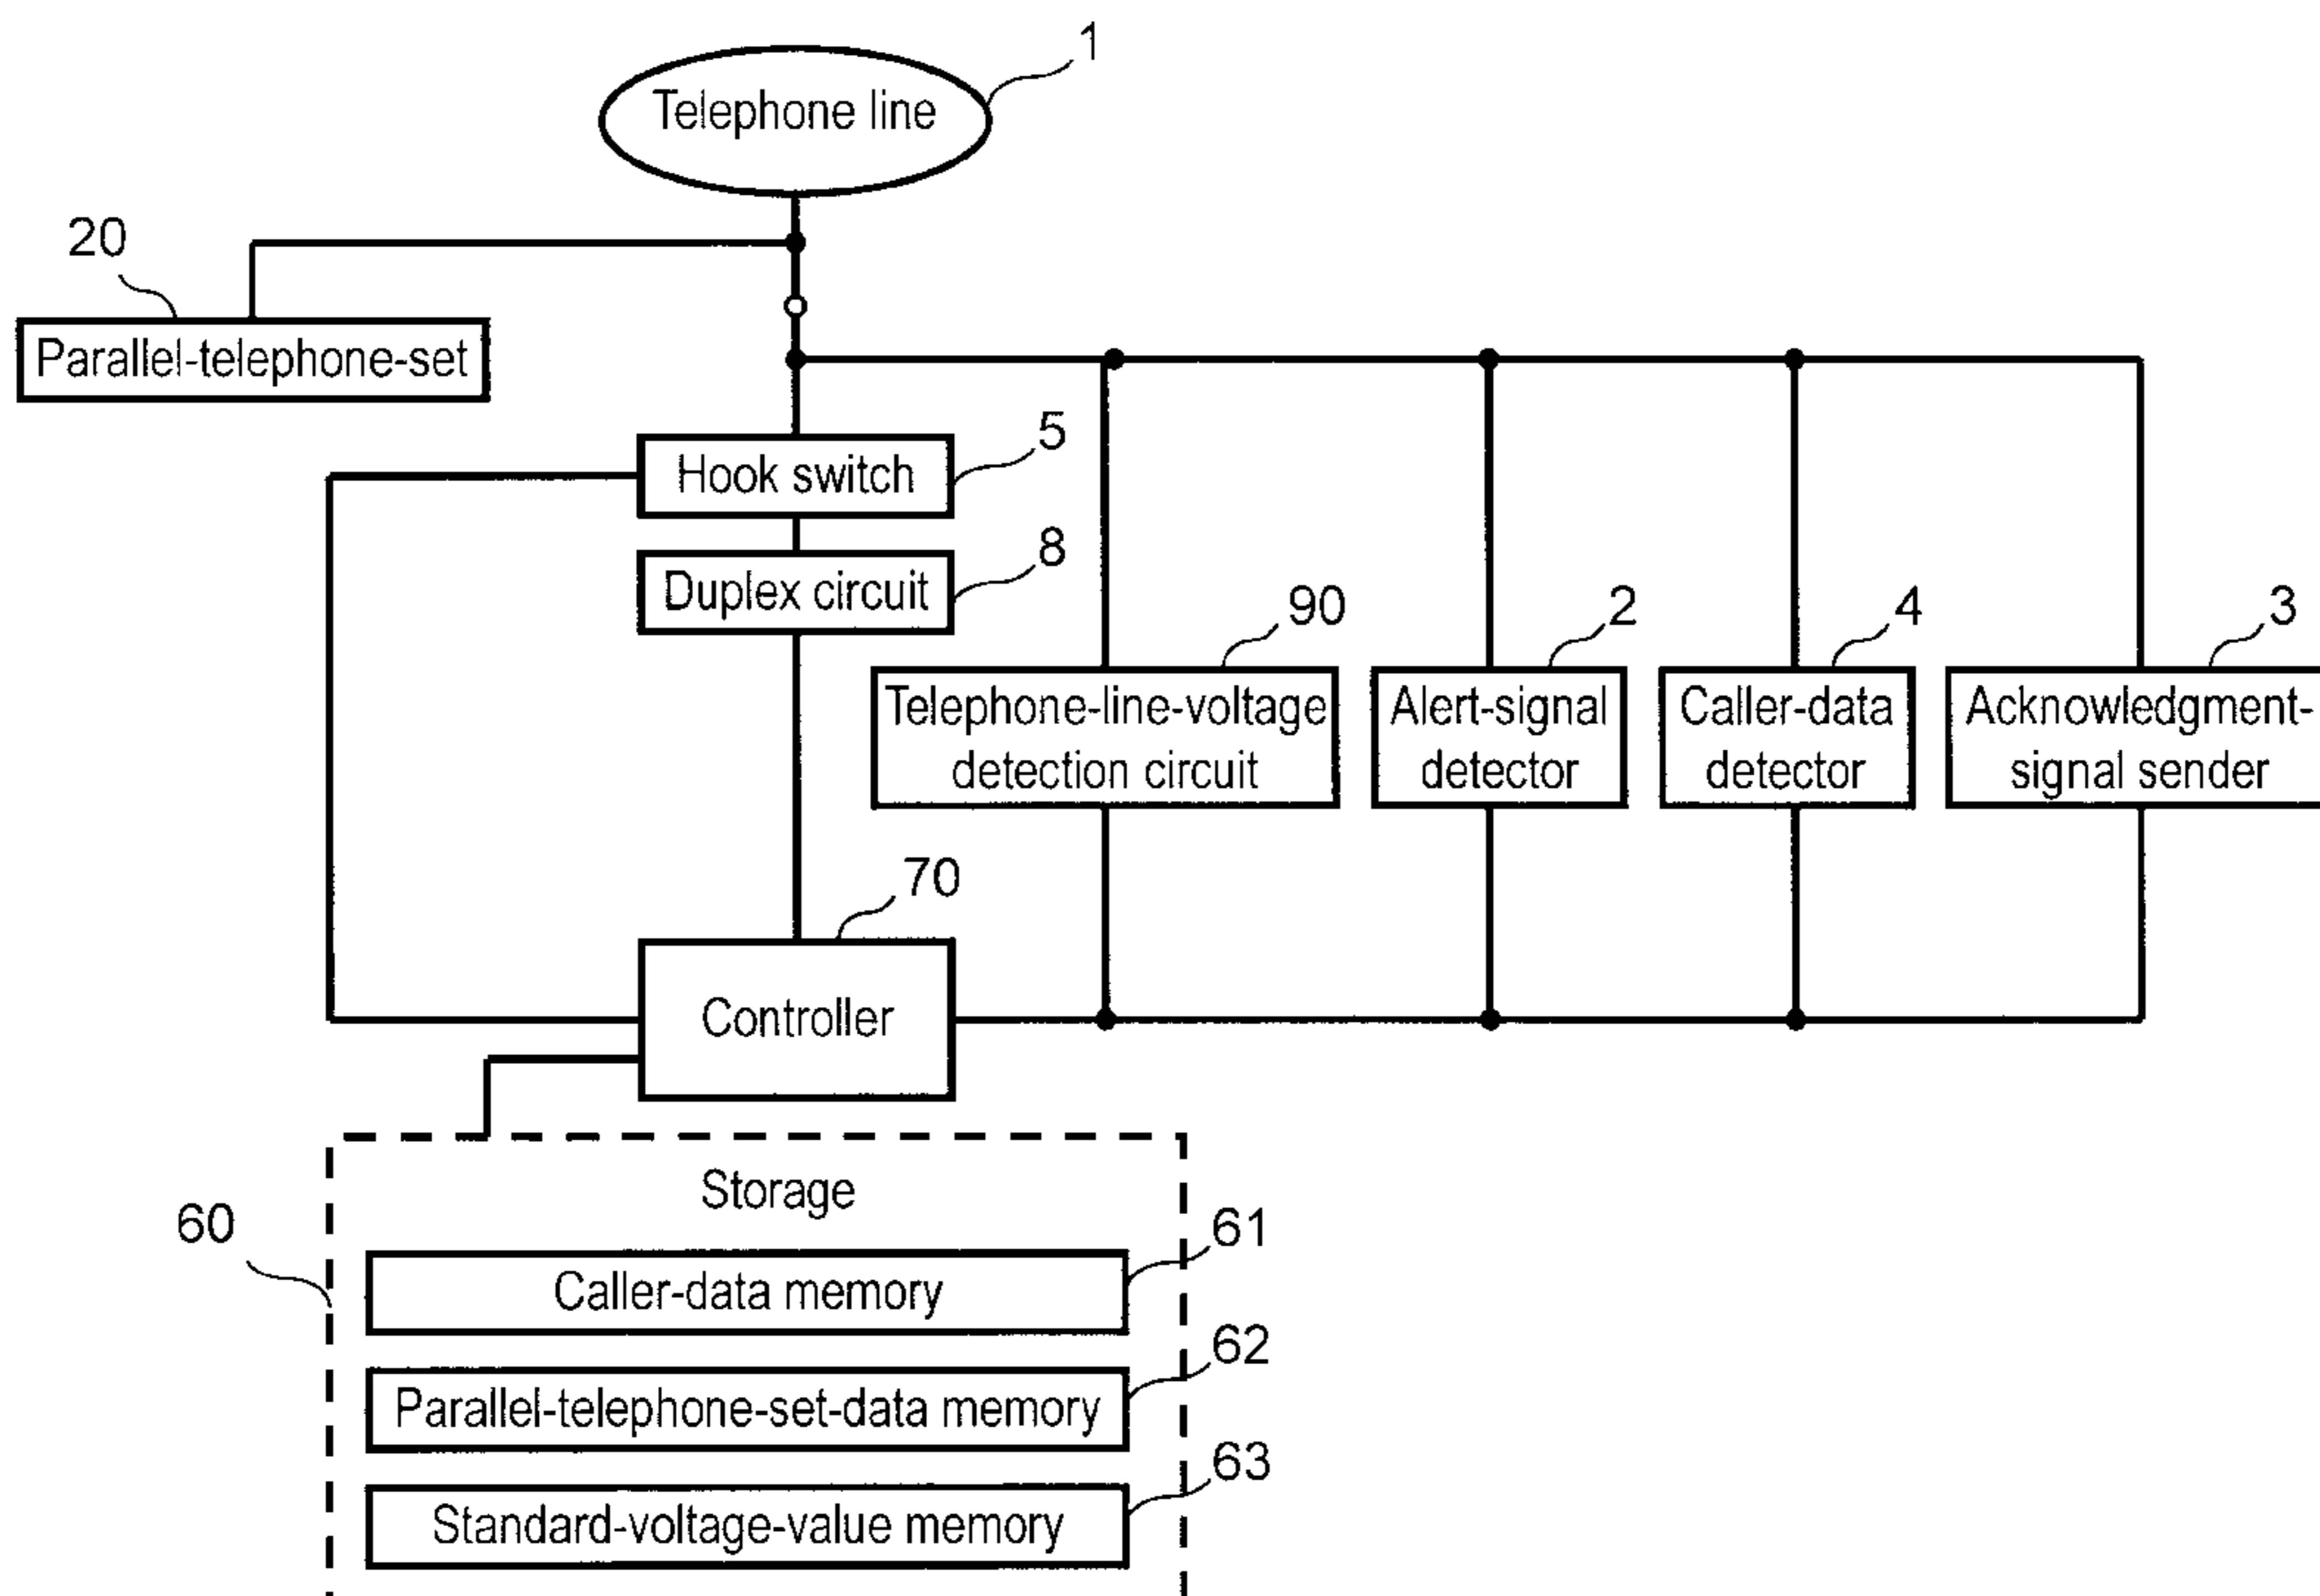 1
Telephone line
20
Parallel-telephone-set
5
Hook switch
8
Duplex circuit
90
2
4
3
Telephone-line-voltage
detection circuit
Alert-signal
detector
Caller-data
detector
Acknowledgment-
signal sender
70
Controller
Storage
60
61
Caller-data memory
62
Parallel-telephone-set-data memory
63
Standard-voltage-value memory